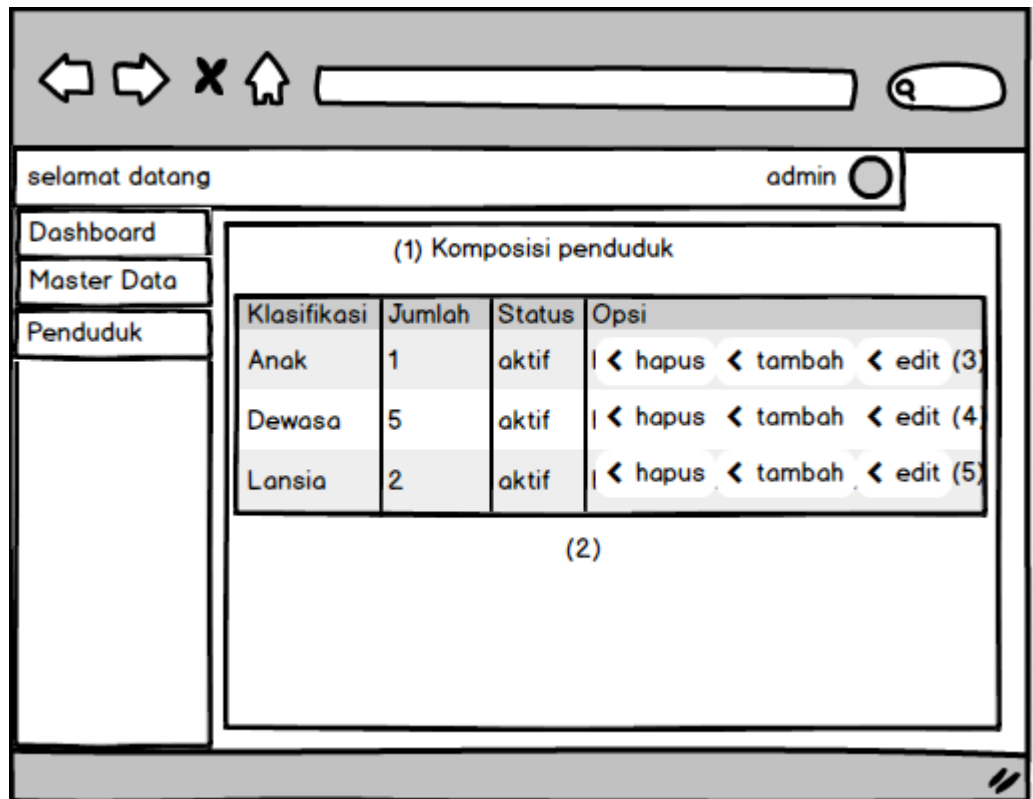 selamat datang admin
Dashboard
Master Data
Penduduk
(1) Komposisi penduduk
Klasifikasi Jumlah Status Opsi
Anak 1 aktif hapus tambah edit (3)
Dewasa 5 aktif hapus tambah edit (4)
Lansia 2 aktif hapus tambah edit (5)
(2)